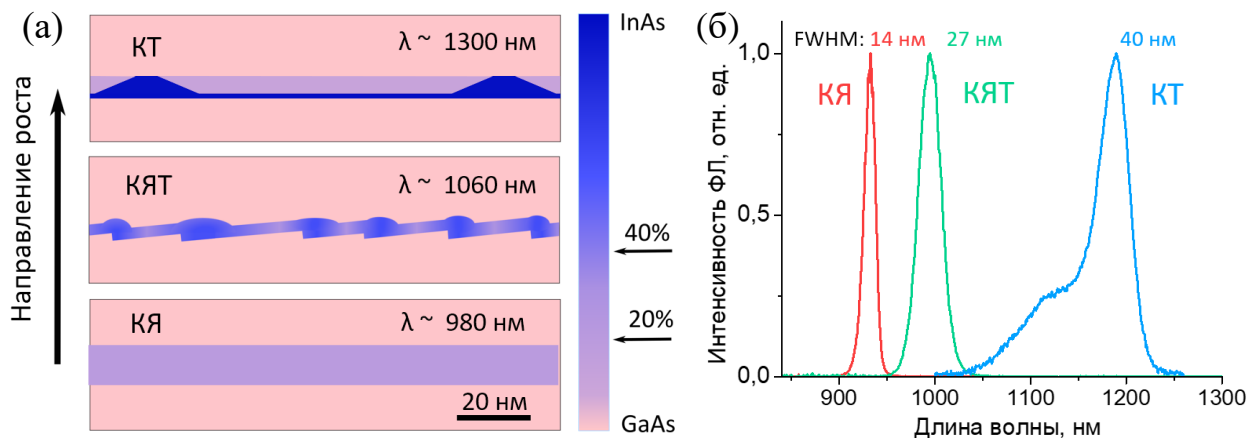 (а)
Направление роста
КТ
λ ~ 1300 нм
КЯТ
λ ~ 1060 нм
КЯ
λ ~ 980 нм
20 нм
InAs
40%
20%
GaAs
(б)
Интенсивность ФЛ, отн. ед.
1,0
0,5
0,0
FWHM: 14 нм 27 нм 40 нм
КЯ КЯТ КТ
900 1000 1100 1200 1300
Длина волны, нм